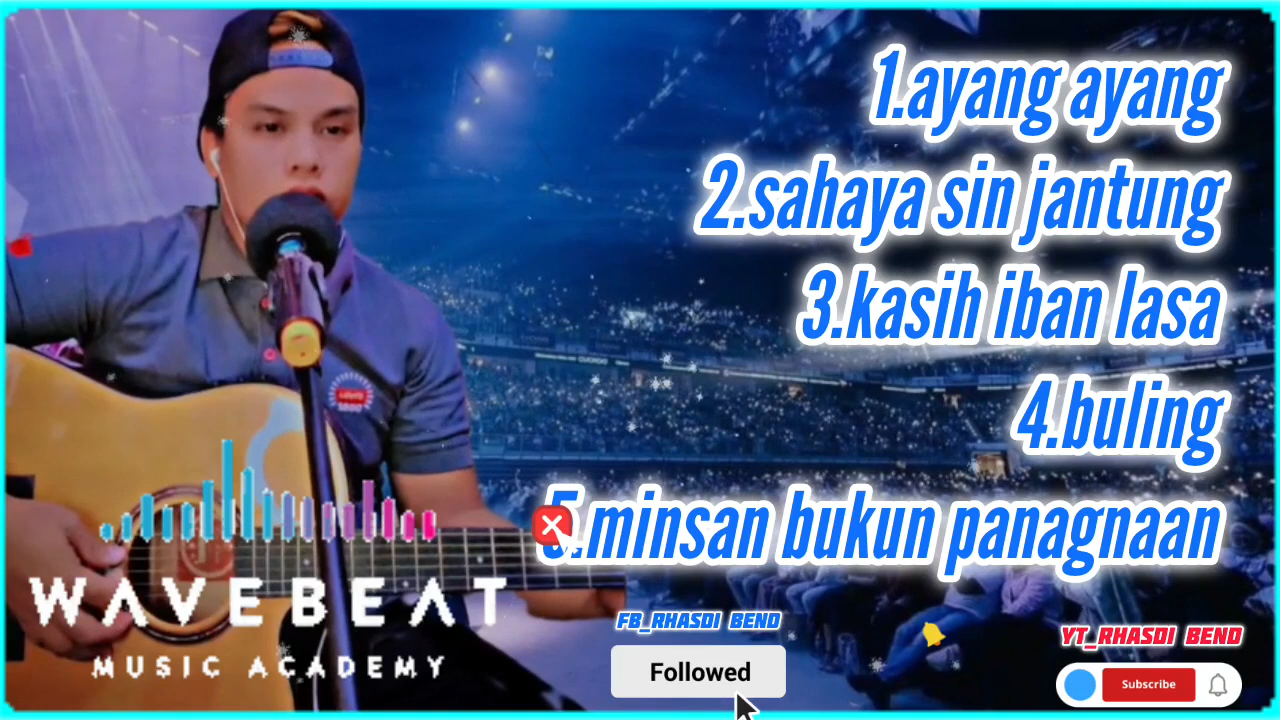 1.ayang ayang
2.sahaya sin jantung
3.kasih iban lasa
4.buling
5.minsan bukun panagnaan
WAVEBEAT
MUSIC ACADEMY
FB_RHASDI BEND
Followed
YT_RHASDI BEND
Subscribe